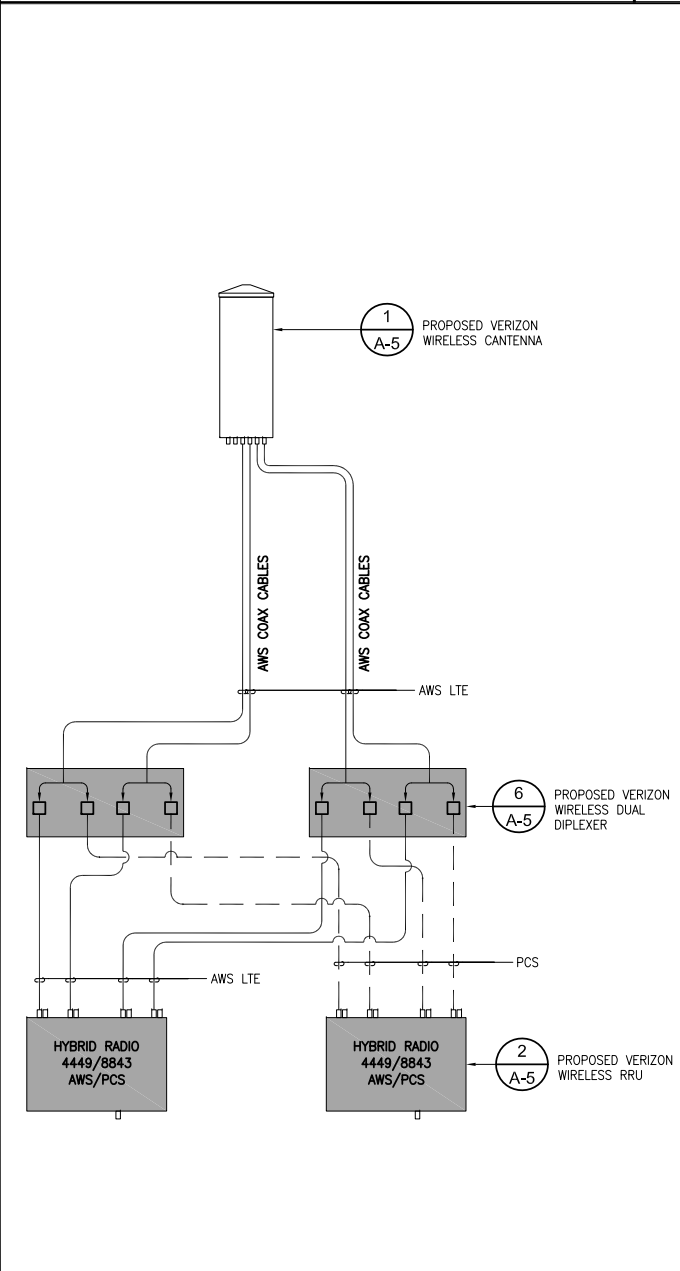 1
A-5
PROPOSED VERIZON
WIRELESS CANTENNA
AWS COAX CABLES
AWS COAX CABLES
AWS LTE
6
A-5
PROPOSED VERIZON
WIRELESS DUAL
DIPLEXER
PCS
AWS LTE
HYBRID RADIO
4449/8843
AWS/PCS
HYBRID RADIO
4449/8843
AWS/PCS
2
A-5
PROPOSED VERIZON
WIRELESS RRU